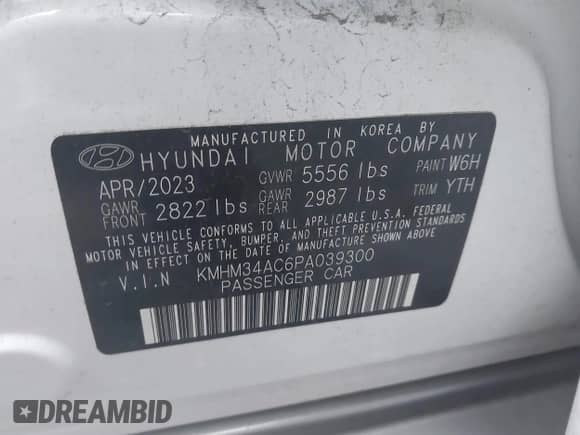 MANUFACTURED IN KOREA BY
HYUNDAI MOTOR COMPANY
APR/2023 GVWR 5556 lbs PAINT W6H
GAWR FRONT 2822 lbs GAWR REAR 2987 lbs TRIM YTH
THIS VEHICLE CONFORMS TO ALL APPLICABLE U.S.A. FEDERAL
MOTOR VEHICLE SAFETY, BUMPER, AND THEFT PREVENTION STANDARDS
IN EFFECT ON THE DATE OF MANUFACTURE SHOWN ABOVE
V.I.N KMHM34AC6PA039300
PASSENGER CAR
DREAMBID